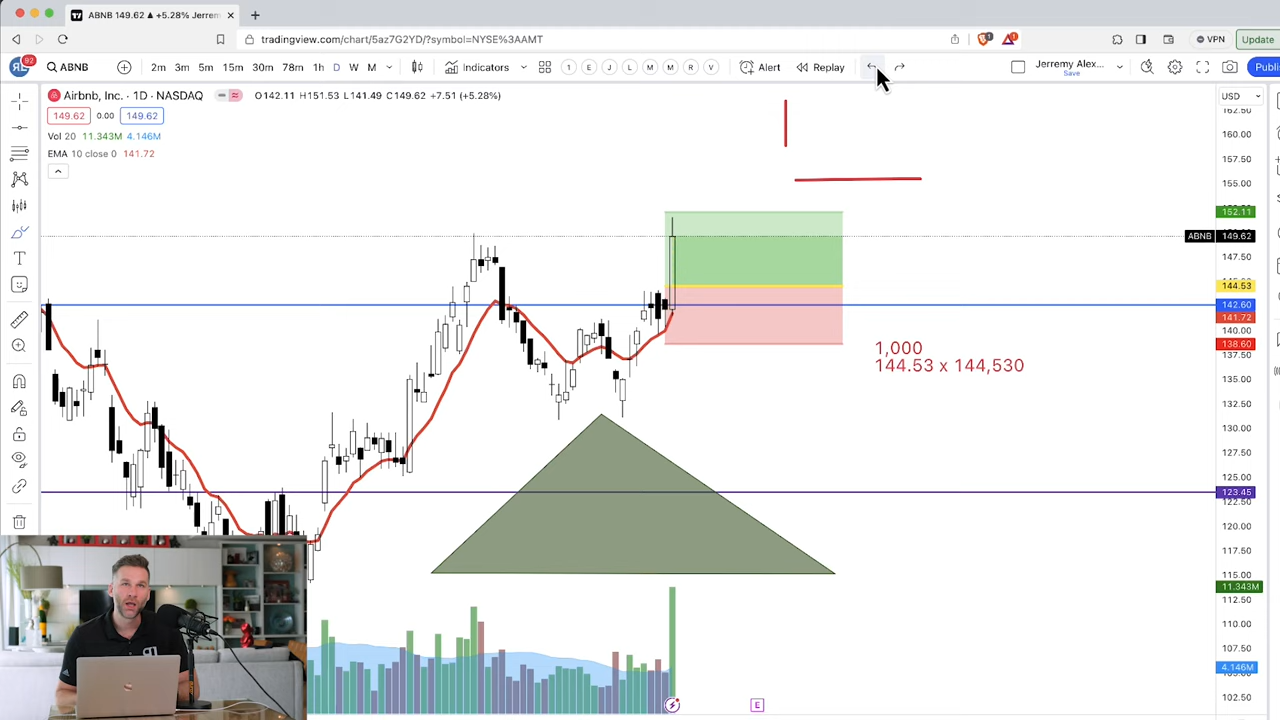 ABNB 149.62 ▲ +5.28% Jerrem
tradingview.com/chart/5az7G2YD/?symbol=NYSE%3AAMT
VPN
Update
92
ABNB
2m 3m 5m 15m 30m 78m 1h D W M
Indicators
1 E J L M M R V
Alert
Replay
Jeremy Alex...
Save
Publi
Airbnb, Inc. · 1D · NASDAQ
O142.11 H151.53 L141.49 C149.62 +7.51 (+5.28%)
USD
149.62 0.00 149.62
Vol 20 11.343M 4.146M
EMA 10 close 0 141.72
162.50
160.00
157.50
155.00
152.11
ABNB 149.62
147.50
144.53
142.60
141.72
140.00
138.60
137.50
135.00
132.50
130.00
127.50
125.00
123.45
120.00
117.50
115.00
11.343M
112.50
110.00
107.50
4.146M
102.50
1,000
144.53 x 144,530
E